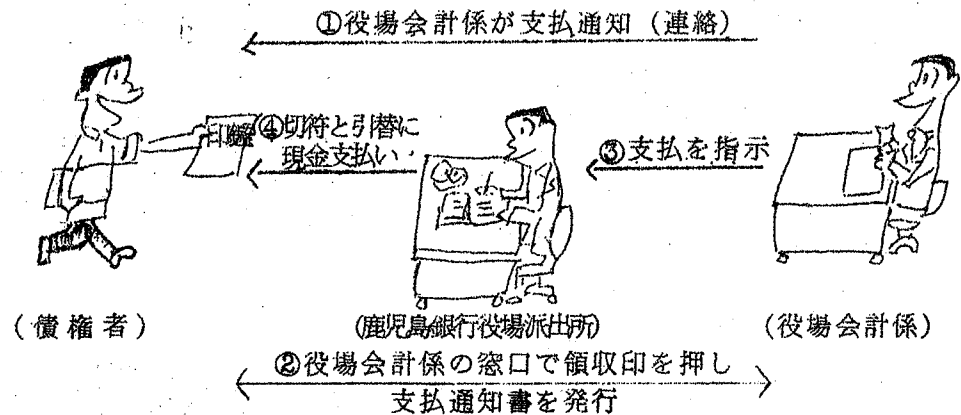 ①役場会計係が支払通知（連絡）
印鑑
④切符と引替に
現金支払い
③支払を指示
（債権者）
（鹿児島銀行役場派出所）
（役場会計係）
②役場会計係の窓口で領収印を押し
支払通知書を発行